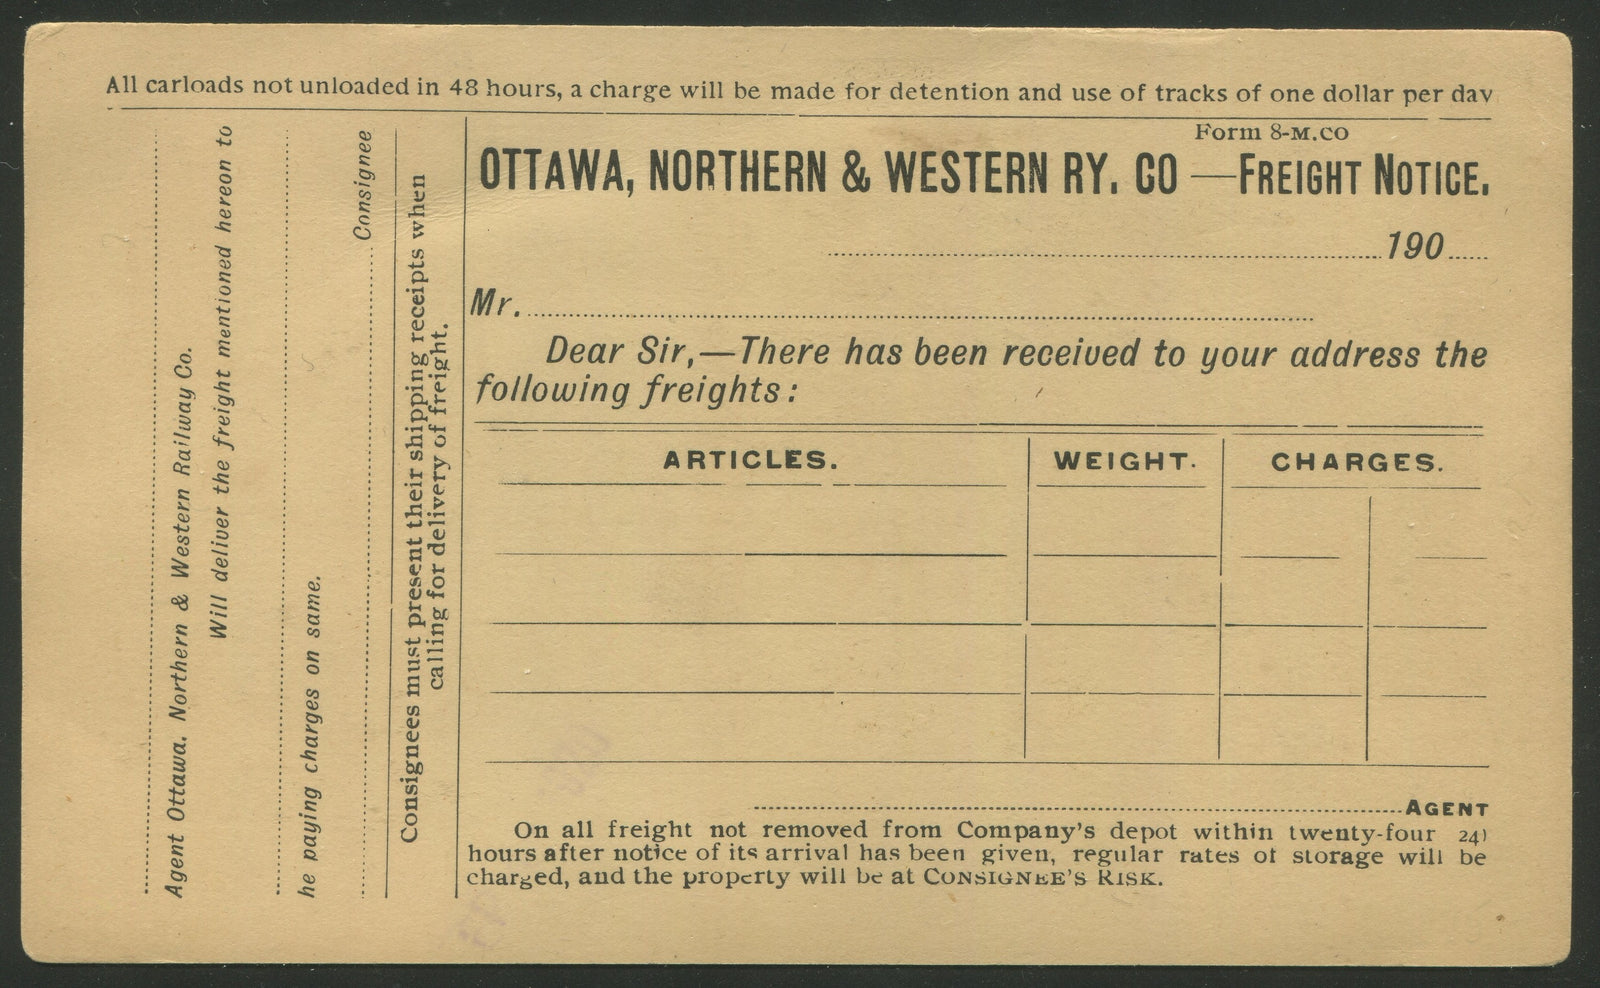 All carloads not unloaded in 48 hours, a charge will be made for detention and use of tracks of one dollar per day
Form 8-M.CO
OTTAWA, NORTHERN & WESTERN RY. CO —FREIGHT NOTICE.
190
Mr.
Dear Sir,—There has been received to your address the
following freights:
ARTICLES. WEIGHT. CHARGES.
AGENT
On all freight not removed from Company's depot within twenty-four 24)
hours after notice of its arrival has been given, regular rates of storage will be
charged, and the property will be at CONSIGNEE'S RISK.
Agent Ottawa. Northern & Western Railway Co.
Will deliver the freight mentioned hereon to
he paying charges on same.
Consignee
Consignees must present their shipping receipts when
calling for delivery of freight.